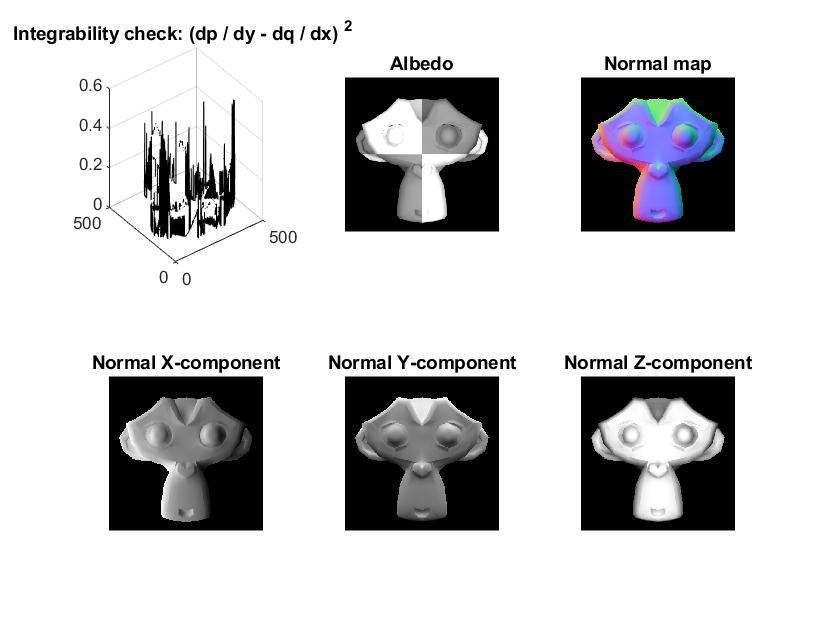 Integrability check: (dp / dy - dq / dx) 2
Albedo
Normal map
0.6
0.4
0.2
0
500
500
0 0
Normal X-component
Normal Y-component
Normal Z-component